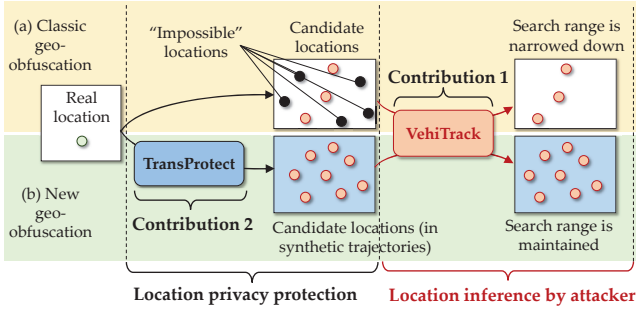 (a) Classic
geo-
obfuscation
"Impossible"
locations
Candidate
locations
Search range is
narrowed down
Contribution 1
Real
location
VehiTrack
TransProtect
(b) New
geo-
obfuscation
Contribution 2
Candidate locations (in
synthetic trajectories)
Search range is
maintained
Location privacy protection
Location inference by attacker